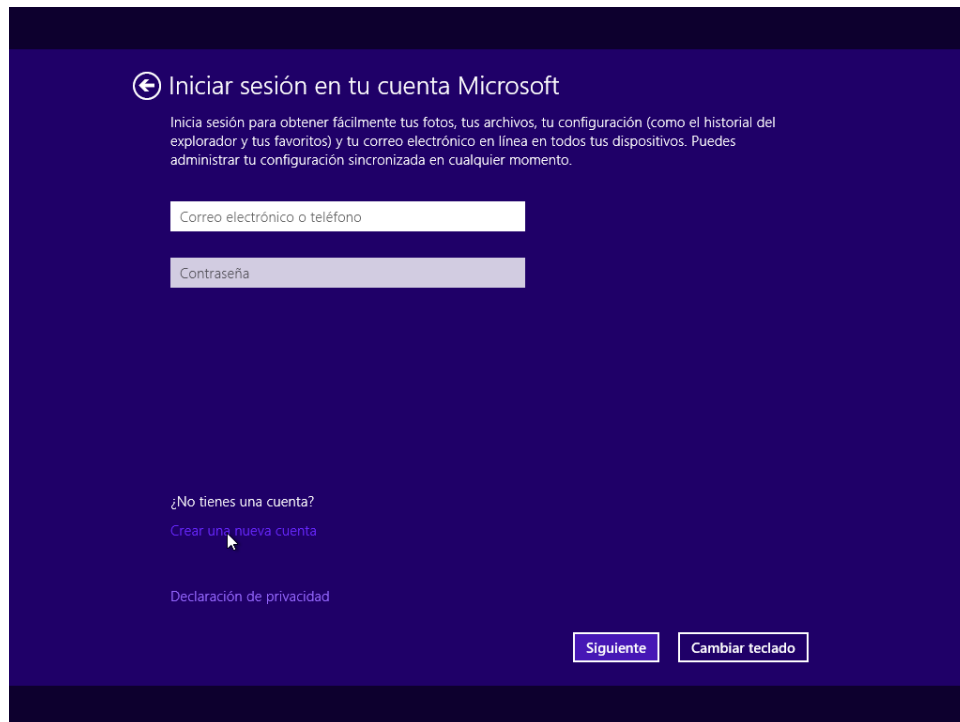 Iniciar sesión en tu cuenta Microsoft
Inicia sesión para obtener fácilmente tus fotos, tus archivos, tu configuración (como el historial del
explorador y tus favoritos) y tu correo electrónico en línea en todos tus dispositivos. Puedes
administrar tu configuración sincronizada en cualquier momento.
Correo electrónico o teléfono
Contraseña
¿No tienes una cuenta?
Crear una nueva cuenta
Declaración de privacidad
Siguiente
Cambiar teclado